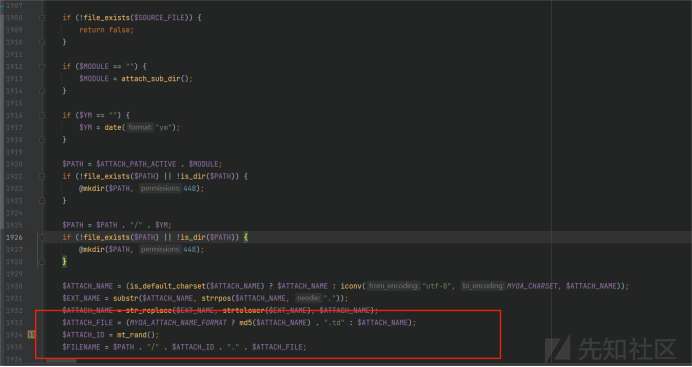 1907
1908 if (!file_exists($SOURCE_FILE)) {
1909 return false;
1910 }
1911
1912 if ($MODULE == "") {
1913 $MODULE = attach_sub_dir();
1914 }
1915
1916 if ($YM == "") {
1917 $YM = date( format: "ym");
1918 }
1919
1920 $PATH = $ATTACH_PATH_ACTIVE . $MODULE;
1921 if (!file_exists($PATH) || !is_dir($PATH)) {
1922 @mkdir($PATH, permissions: 448);
1923 }
1924
1925 $PATH = $PATH . "/" . $YM;
1926 if (!file_exists($PATH) || !is_dir($PATH)) {
1927 @mkdir($PATH, permissions: 448);
1928 }
1929
1930 $ATTACH_NAME = (is_default_charset($ATTACH_NAME) ? $ATTACH_NAME : iconv( from_encoding: "utf-8", to_encoding: MYOA_CHARSET, $ATTACH_NAME));
1931 $EXT_NAME = substr($ATTACH_NAME, strrpos($ATTACH_NAME, needle: "."));
1932 $ATTACH_NAME = str_replace($EXT_NAME, strtolower($EXT_NAME), $ATTACH_NAME);
1933 $ATTACH_FILE = (MYOA_ATTACH_NAME_FORMAT ? md5($ATTACH_NAME) . ".td" : $ATTACH_NAME);
1934 $ATTACH_ID = mt_rand();
1935 $FILENAME = $PATH . "/" . $ATTACH_ID . "." . $ATTACH_FILE;
1936
先知社区